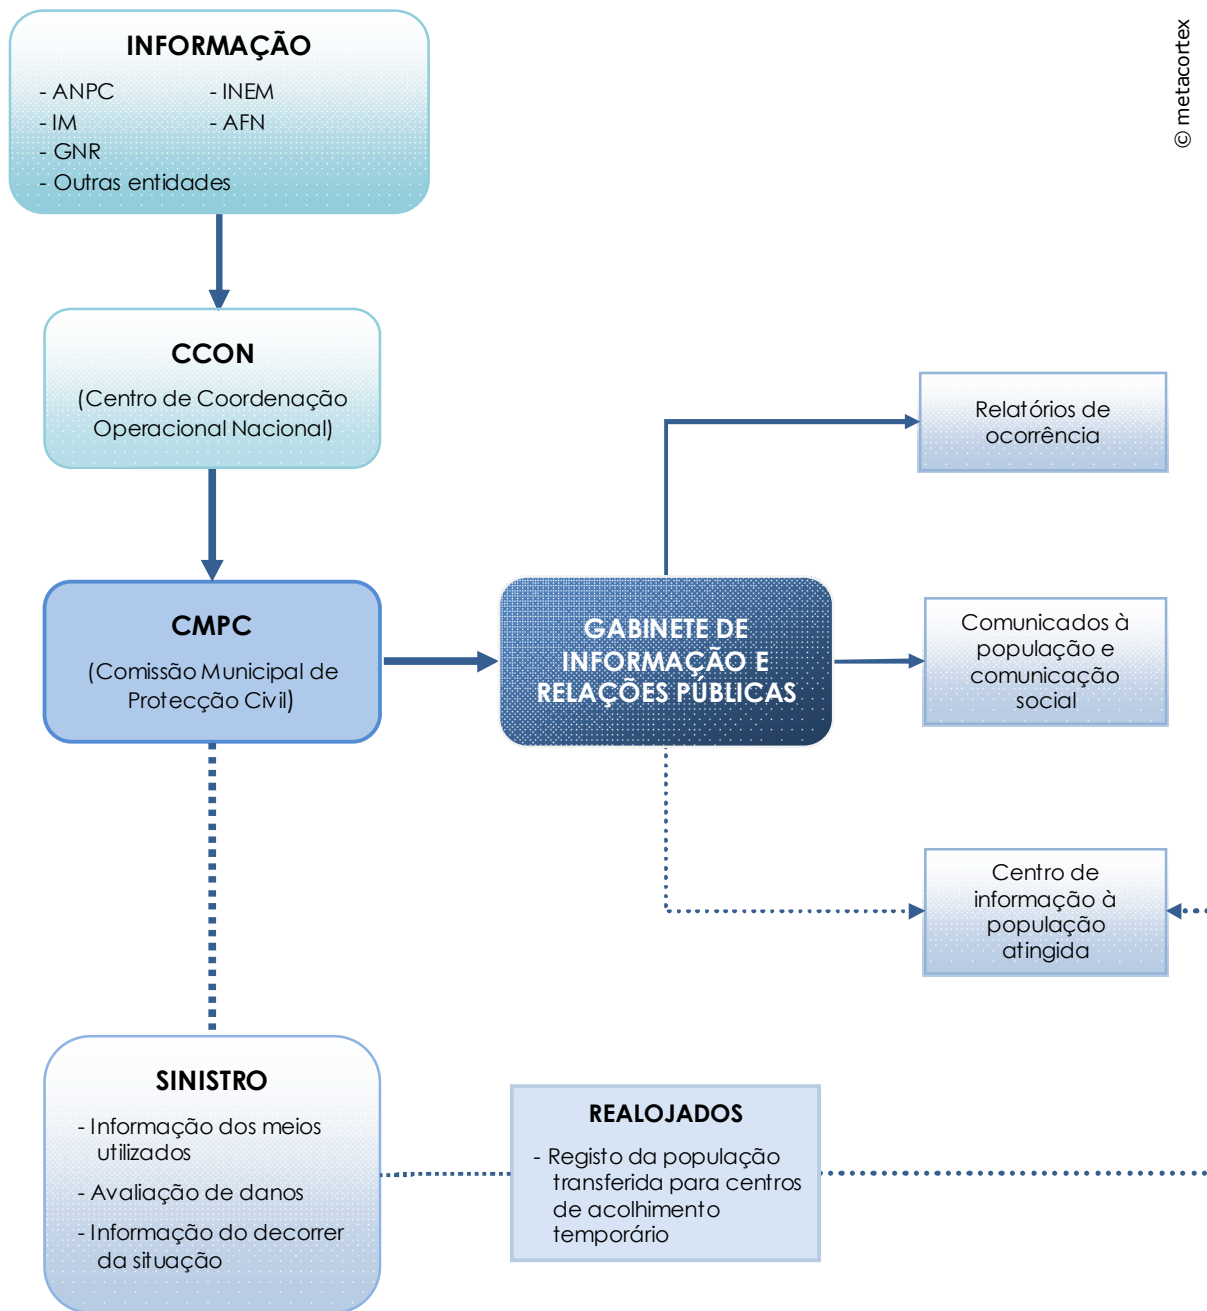 INFORMAÇÃO
- ANPC
- INEM
- IM
- AFN
- GNR
- Outras entidades
© metacortex
CCON
(Centro de Coordenação
Operacional Nacional)
Relatórios de
ocorrência
CMPC
(Comissão Municipal de
Protecção Civil)
GABINETE DE
INFORMAÇÃO E
RELAÇÕES PÚBLICAS
Comunicados à
população e
comunicação
social
Centro de
informação à
população
atingida
SINISTRO
- Informação dos meios
utilizados
- Avaliação de danos
- Informação do decorrer
da situação
REALOJADOS
- Registo da população
transferida para centros
de acolhimento
temporário